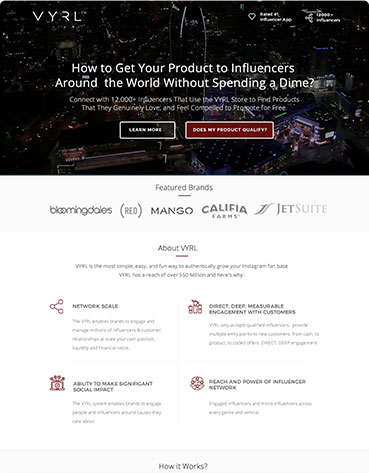 VYRL
Rated #1
Influencer App
12000+
Influencers
How to Get Your Product to Influencers
Around the World Without Spending a Dime?
Connect with 12,000+ Influencers That Use the VYRL Store to Find Products
That They Genuinely Love, and Feel Compelled to Promote for Free.
LEARN MORE
DOES MY PRODUCT QUALIFY?
Featured Brands
bloomingdales
(RED)
MANGO
CALIFIA
FARMS
JETSUITE
About VYRL
VYRL is the most simple, easy, and fun way to authentically grow your Instagram fan base
VYRL has a reach of over 550 Million and here's why:
NETWORK SCALE
The VYRL enables brands to engage and
manage millions of influencers & customer
relationships at scale your cash position,
liquidity and financial ratios.
DIRECT, DEEP, MEASURABLE
ENGAGEMENT WITH CUSTOMERS
VYRL only accepts qualified influencers : provide
multiple entry points to new customers, from cash, to
product, to coded offers. DIRECT, DEEP engagement.
ABILITY TO MAKE SIGNIFIGANT
SOCIAL IMPACT
The VYRL system enables brands to engage
people and influencers around causes they
care about. .
REACH AND POWER OF INFLUENCER
NETWORK
Engaged influencers and micro-influencers across
every genre and vertical .
How it Works?